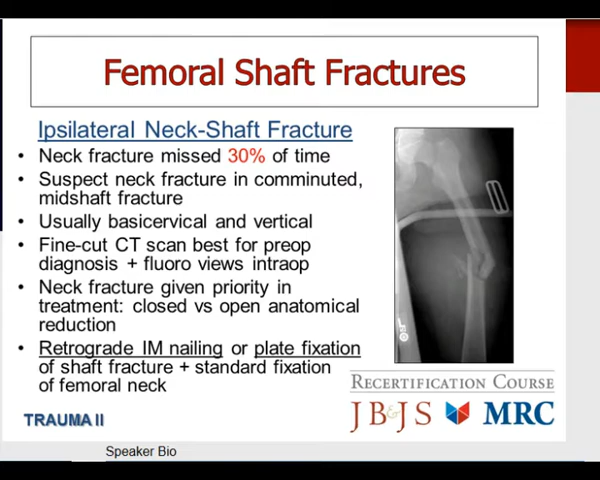 Femoral Shaft Fractures
Ipsilateral Neck-Shaft Fracture
• Neck fracture missed 30% of time
• Suspect neck fracture in comminuted,
midshaft fracture
• Usually basicervical and vertical
• Fine-cut CT scan best for preop
diagnosis + fluoro views intraop
• Neck fracture given priority in
treatment: closed vs open anatomical
reduction
• Retrograde IM nailing or plate fixation
of shaft fracture + standard fixation
of femoral neck
RECERTIFICATION COURSE
JB&JS MRC
TRAUMA II
Speaker Bio